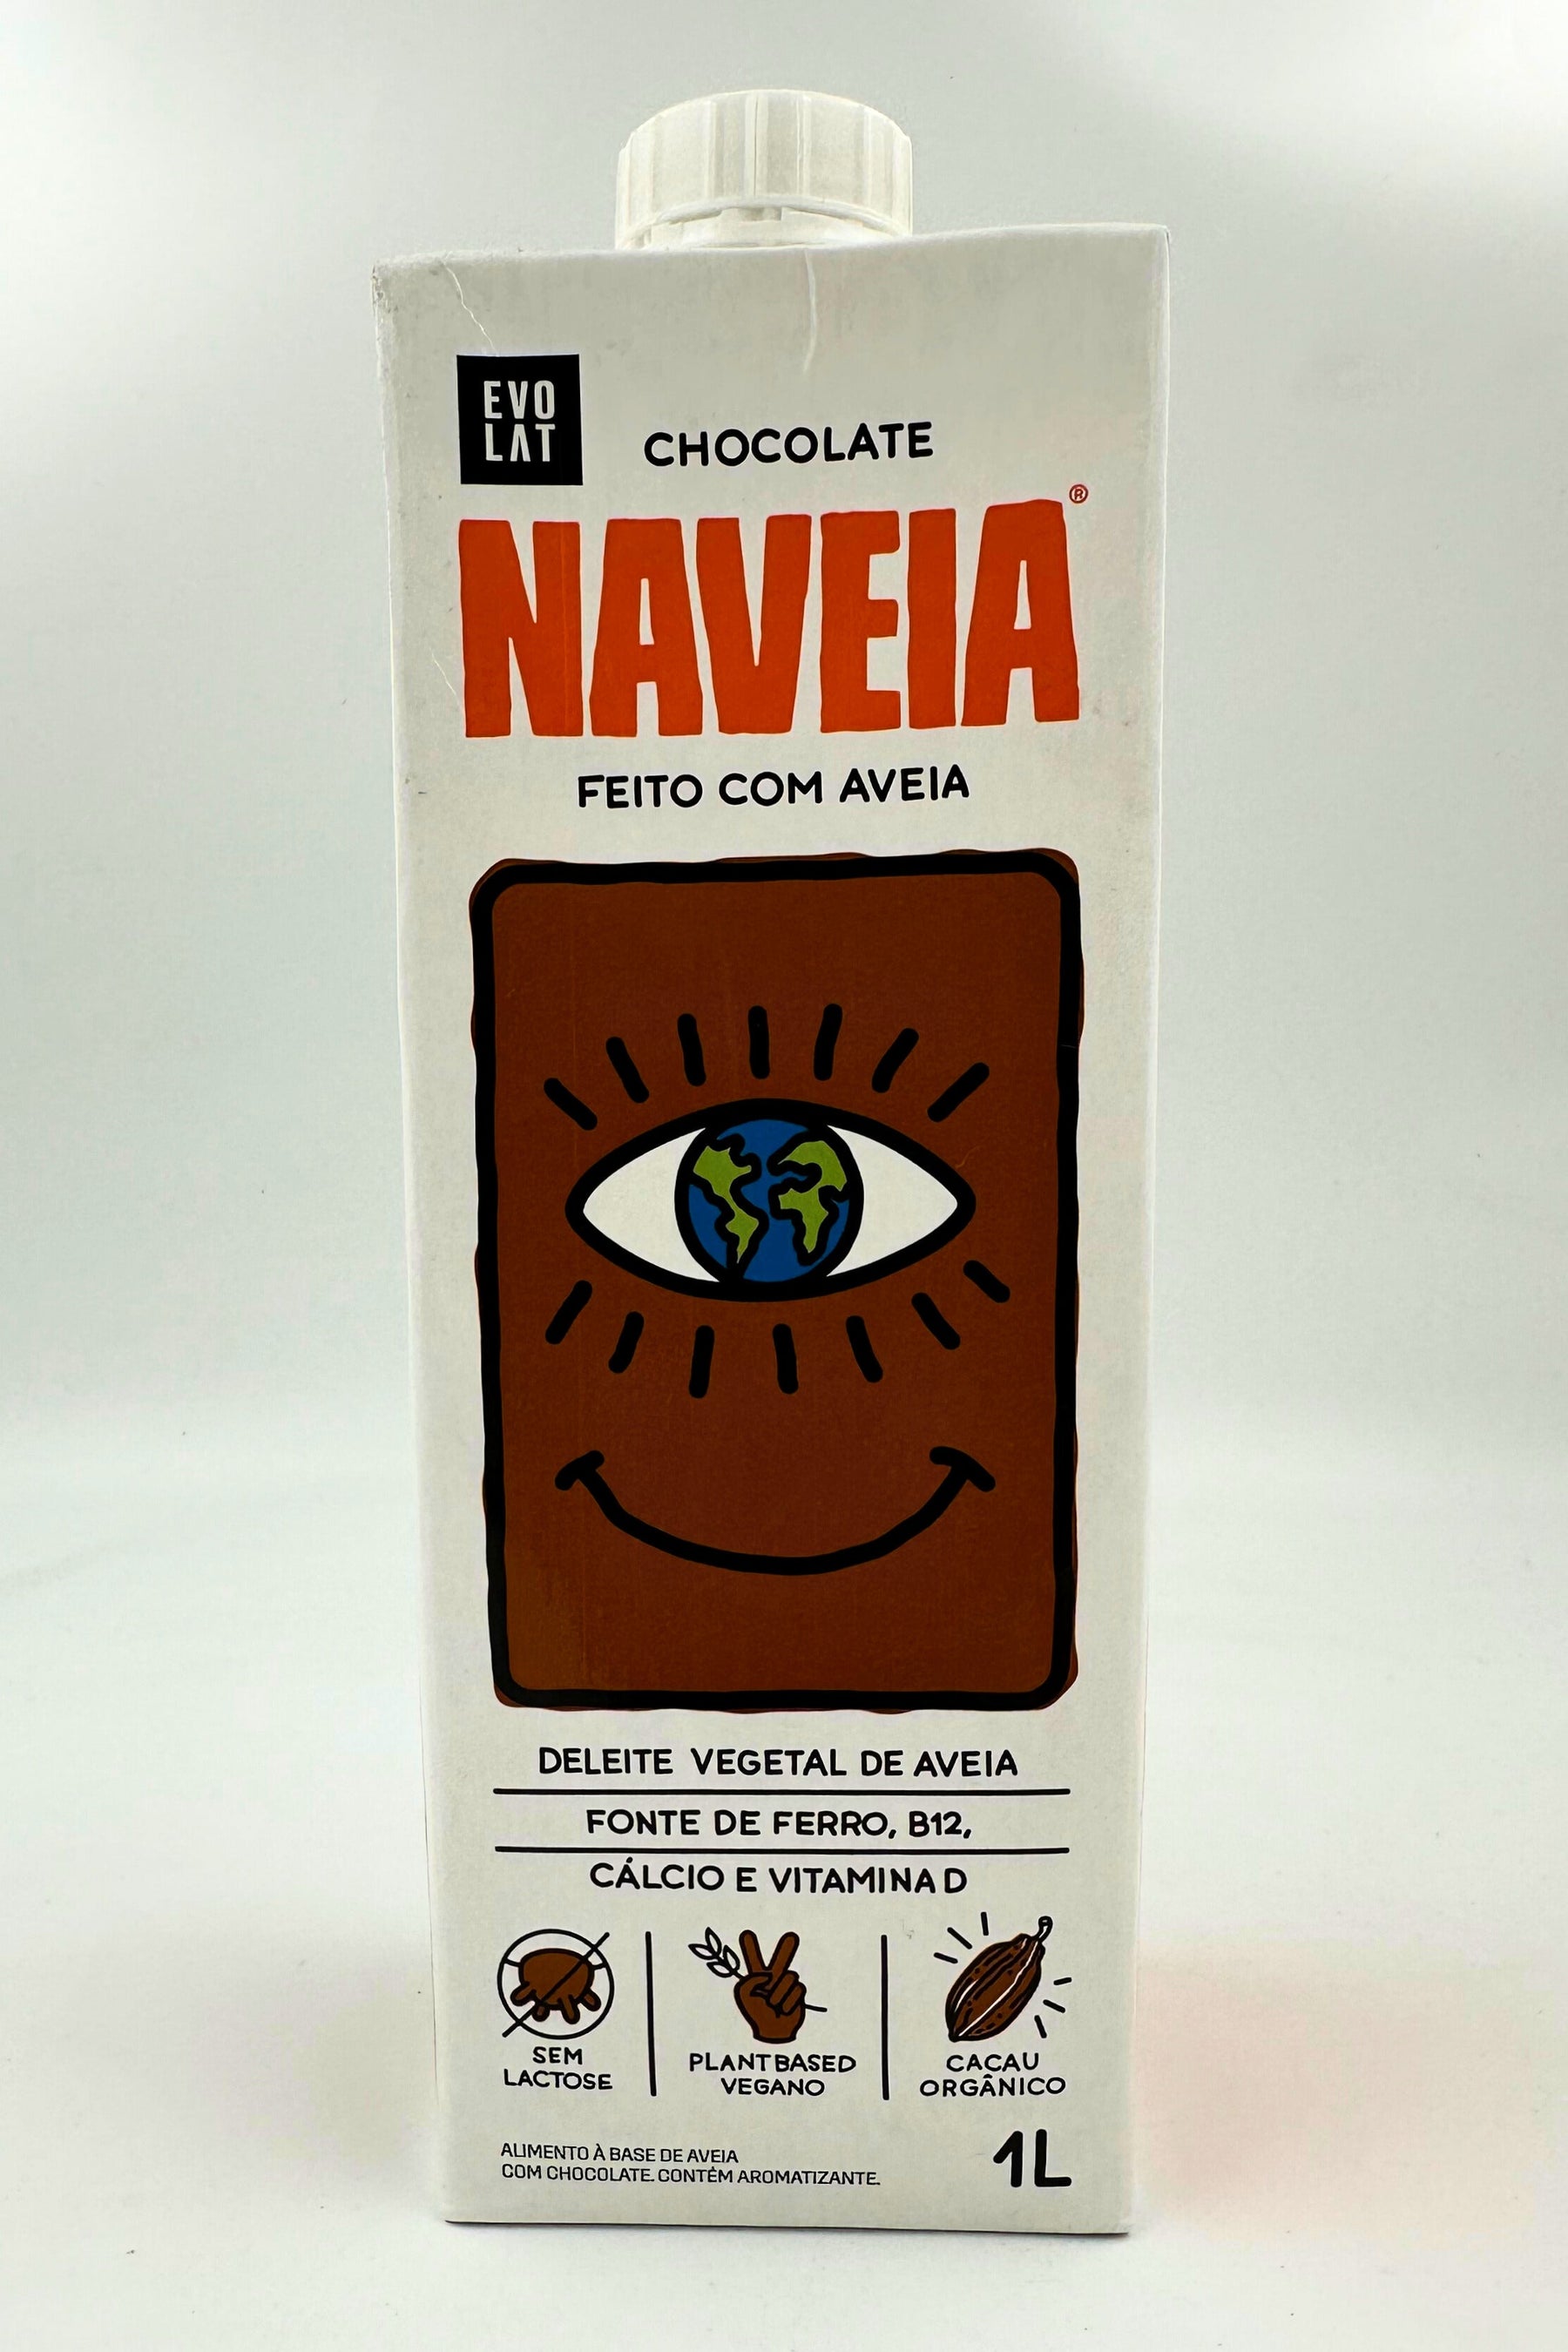 EVO
LAT
CHOCOLATE
NAVEIA®
FEITO COM AVEIA
DELEITE VEGETAL DE AVEIA
FONTE DE FERRO, B12,
CÁLCIO E VITAMINA D
SEM
LACTOSE
PLANT BASED
VEGANO
CACAU
ORGÂNICO
ALIMENTO À BASE DE AVEIA
COM CHOCOLATE. CONTÉM AROMATIZANTE.
1L